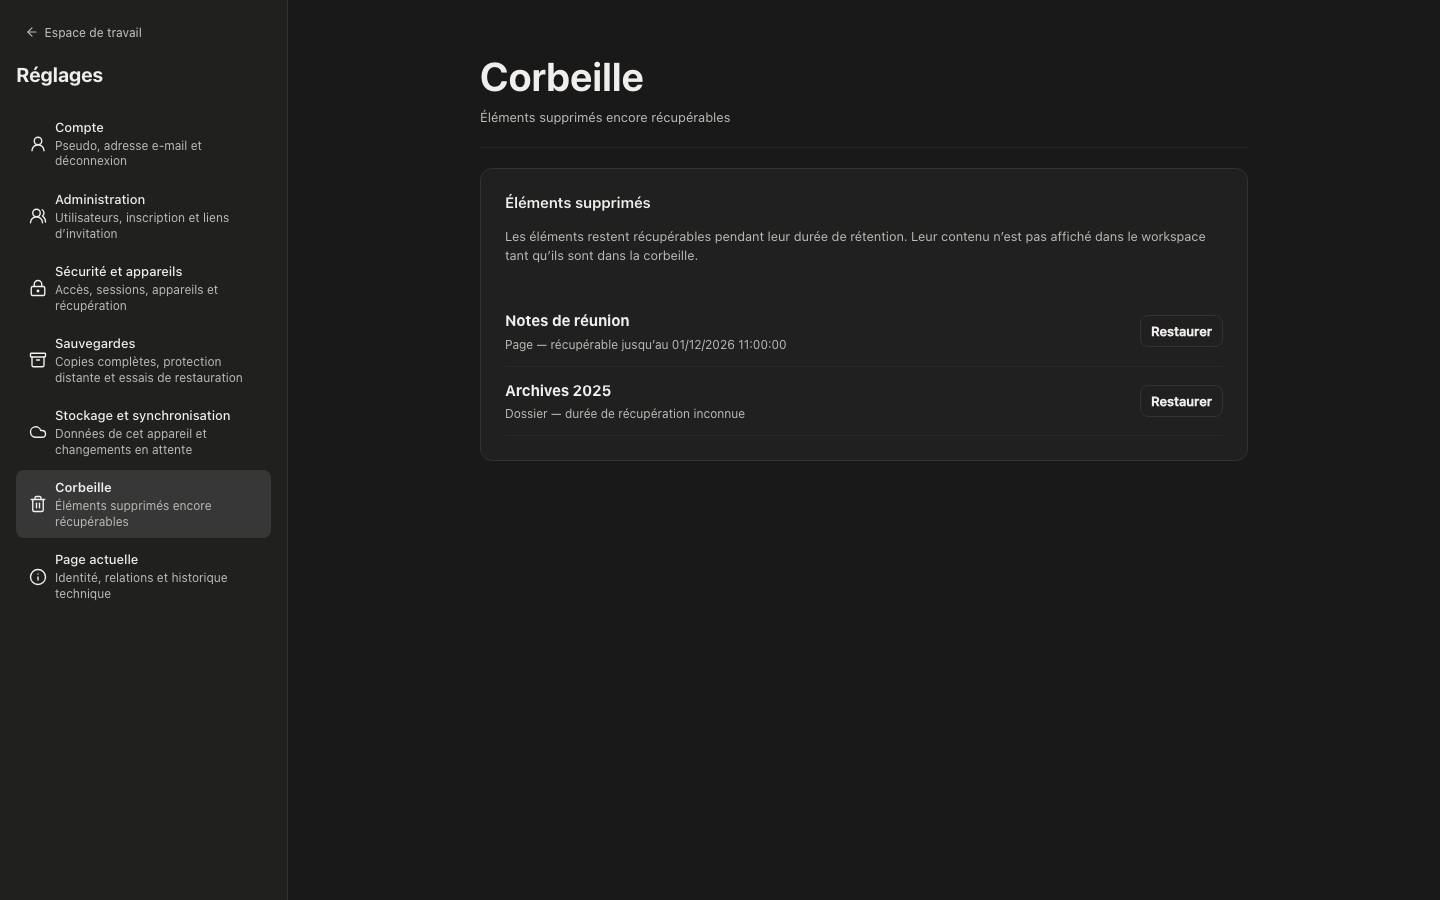 Espace de travail
Réglages
Compte
Pseudo, adresse e-mail et
déconnexion
Administration
Utilisateurs, inscription et liens
d’invitation
Sécurité et appareils
Accès, sessions, appareils et
récupération
Sauvegardes
Copies complètes, protection
distante et essais de restauration
Stockage et synchronisation
Données de cet appareil et
changements en attente
Corbeille
Éléments supprimés encore
récupérables
Page actuelle
Identité, relations et historique
technique
Corbeille
Éléments supprimés encore récupérables
Éléments supprimés
Les éléments restent récupérables pendant leur durée de rétention. Leur contenu n’est pas affiché dans le workspace
tant qu’ils sont dans la corbeille.
Notes de réunion
Page — récupérable jusqu’au 01/12/2026 11:00:00
Restaurer
Archives 2025
Dossier — durée de récupération inconnue
Restaurer